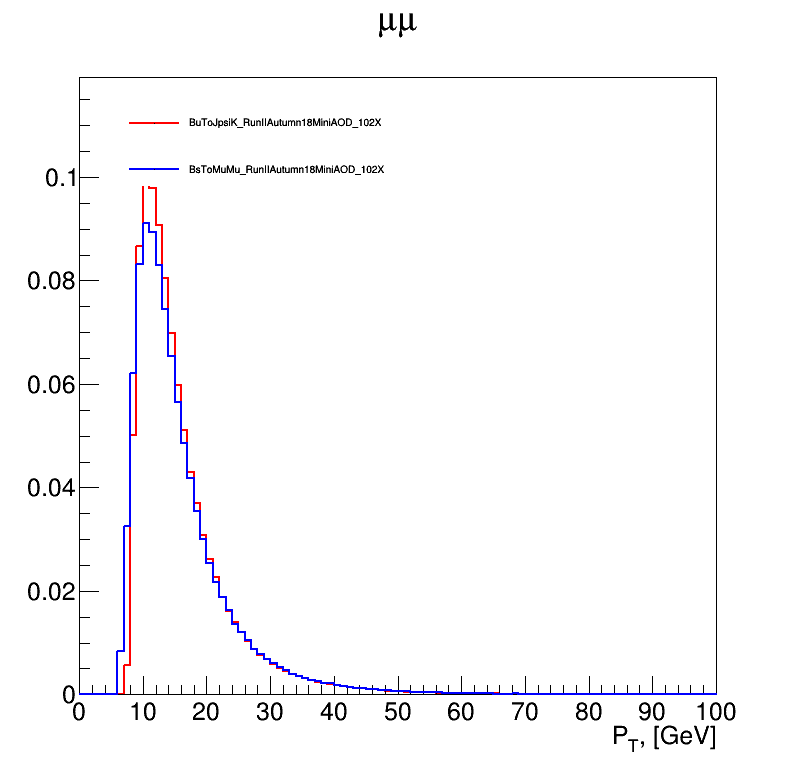 μμ
BuToJpsiK_RunIIAutumn18MiniAOD_102X
BsToMuMu_RunIIAutumn18MiniAOD_102X
0.1
0.08
0.06
0.04
0.02
0
0 10 20 30 40 50 60 70 80 90 100
P_T, [GeV]